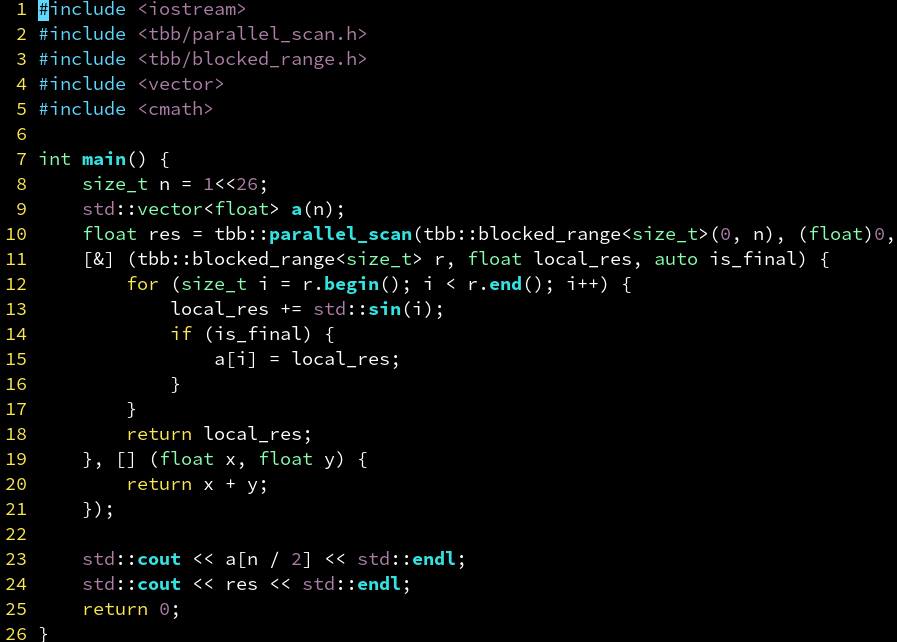 1 #include <iostream>
2 #include <tbb/parallel_scan.h>
3 #include <tbb/blocked_range.h>
4 #include <vector>
5 #include <cmath>
6
7 int main() {
8     size_t n = 1<<26;
9     std::vector<float> a(n);
10     float res = tbb::parallel_scan(tbb::blocked_range<size_t>(0, n), (float)0,
11     [&] (tbb::blocked_range<size_t> r, float local_res, auto is_final) {
12         for (size_t i = r.begin(); i < r.end(); i++) {
13             local_res += std::sin(i);
14             if (is_final) {
15                 a[i] = local_res;
16             }
17         }
18         return local_res;
19     }, [] (float x, float y) {
20         return x + y;
21     });
22
23     std::cout << a[n / 2] << std::endl;
24     std::cout << res << std::endl;
25     return 0;
26 }